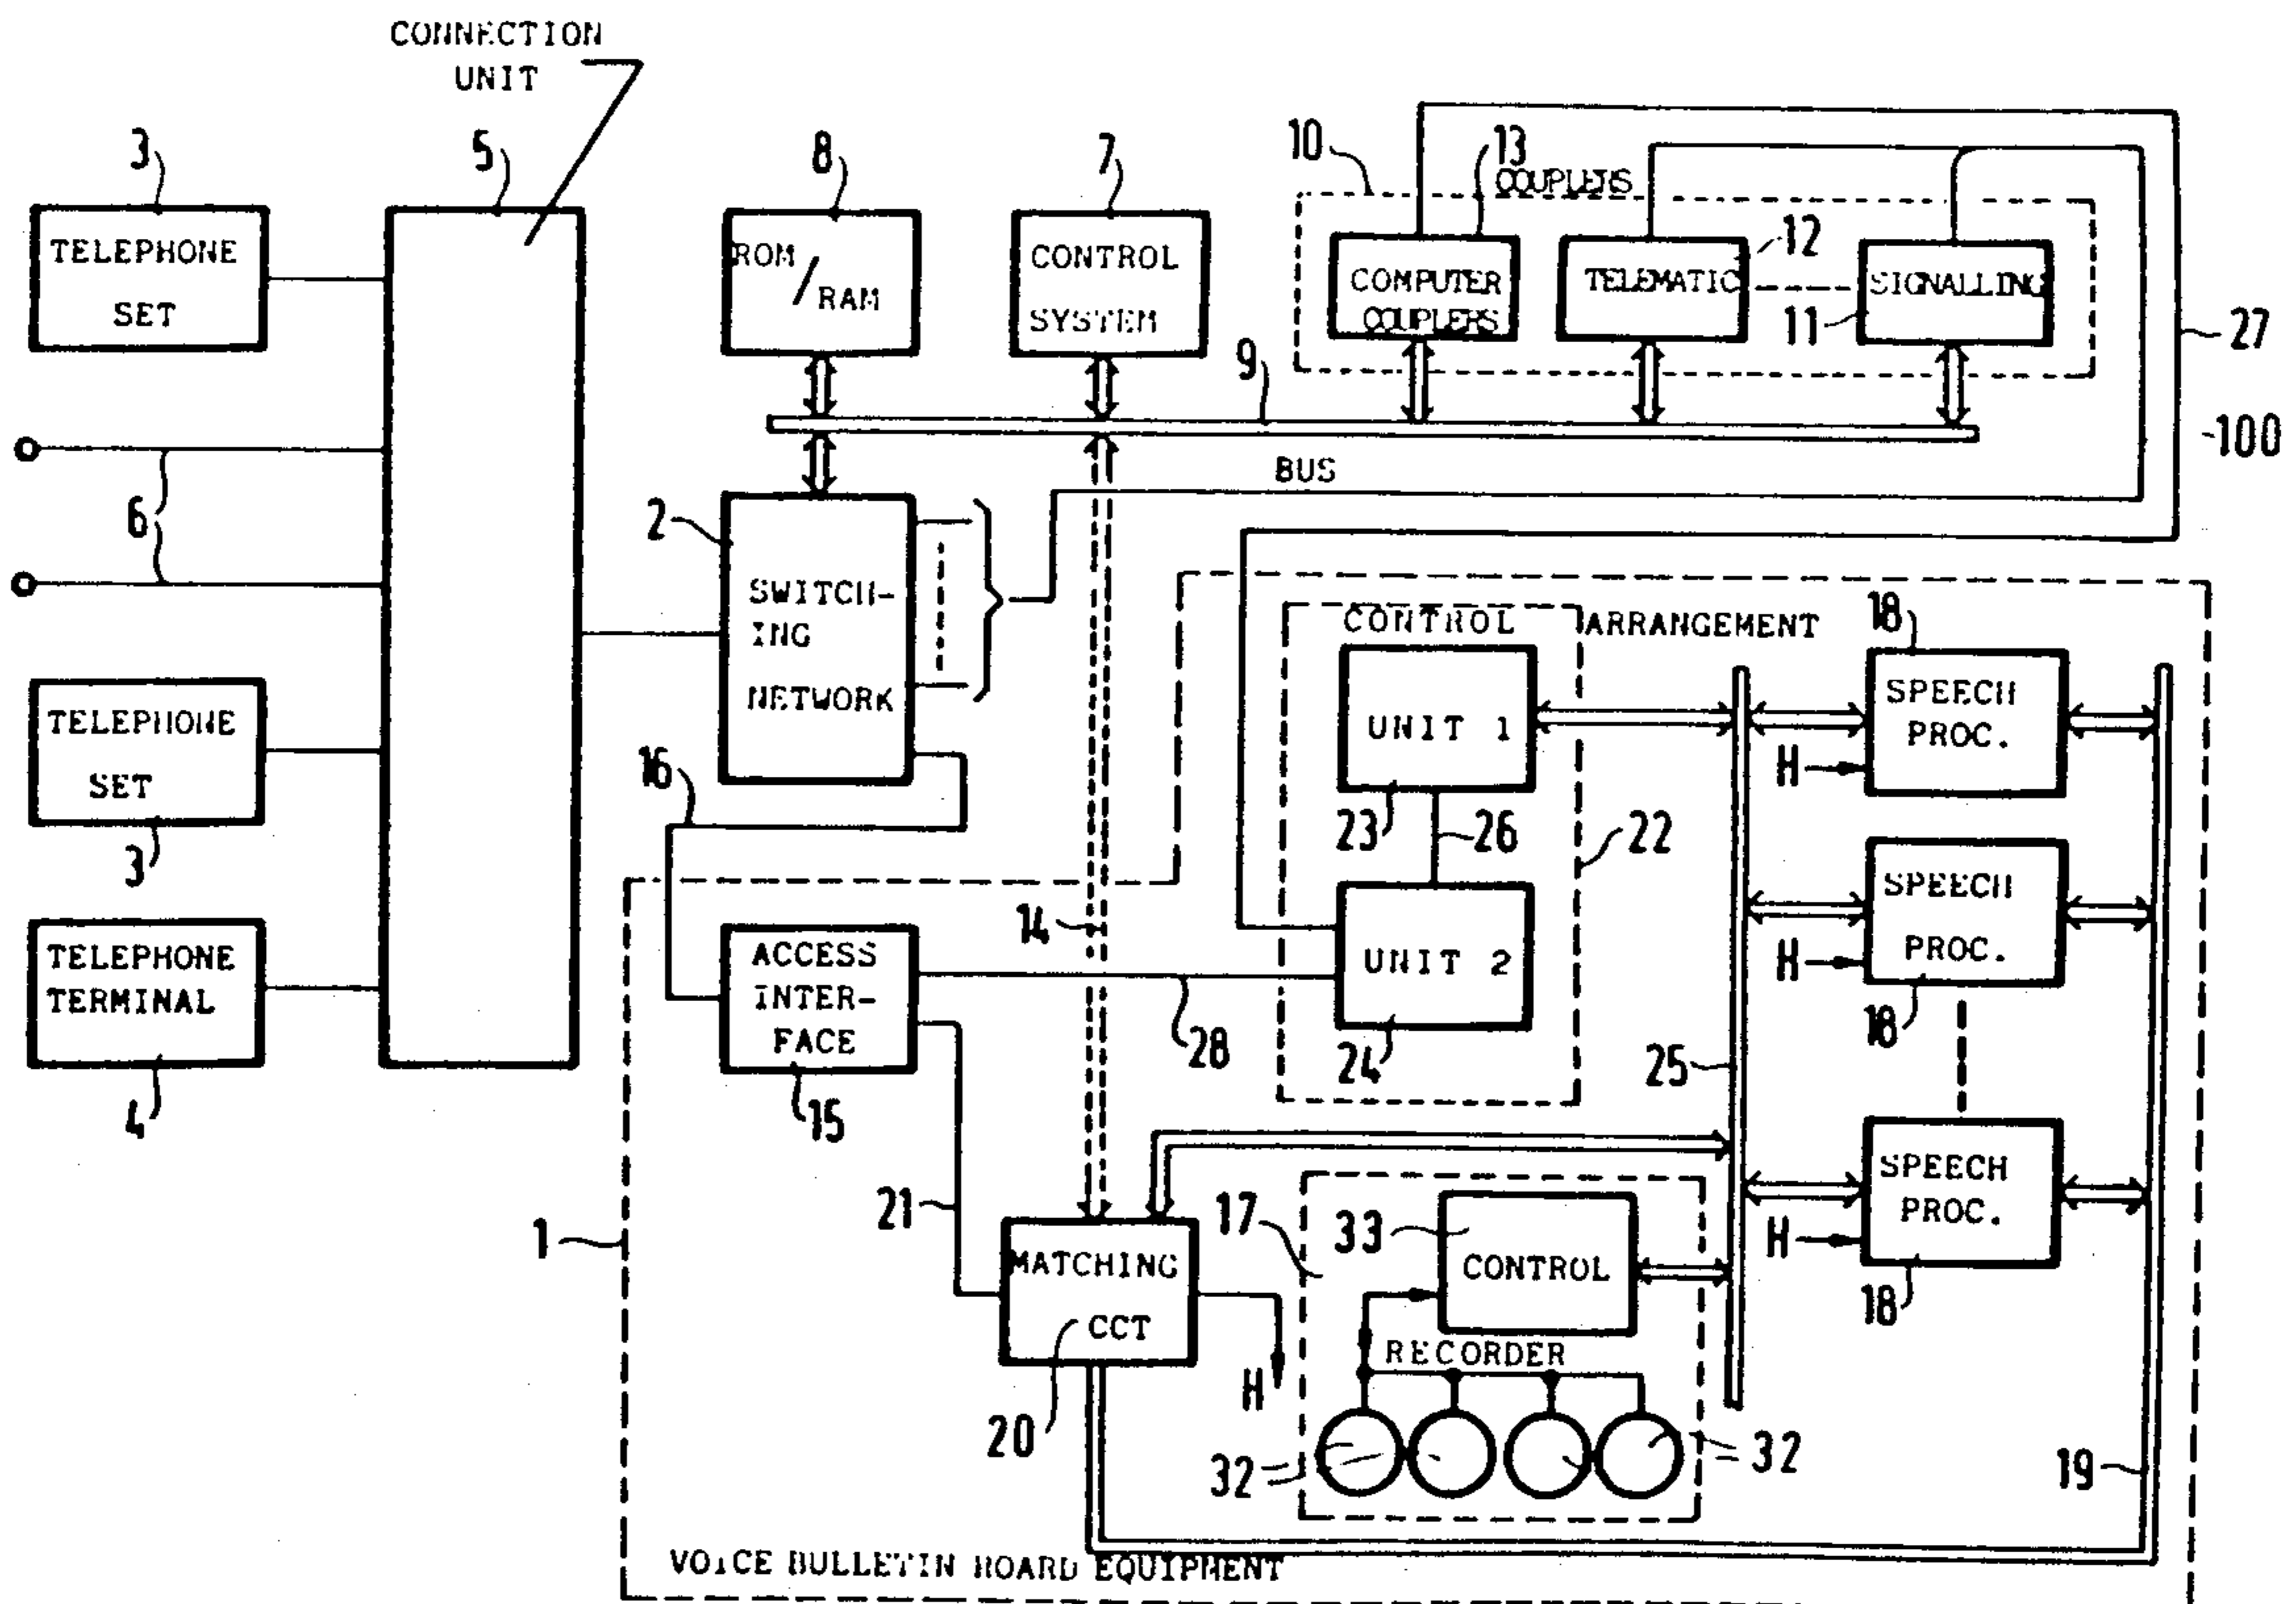 CONNECTION
UNIT
3
5
8
7
10
13
COUPLERS
TELEPHONE
SET
ROM
/
RAM
CONTROL
SYSTEM
COMPUTER
COUPLERS
TELEMATIC
12
SIGNALLING
11
27
9
100
BUS
6
2
SWITCH-
ING
NETWORK
CONTROL
ARRANGEMENT
18
SPEECH
PROC.
H
UNIT 1
TELEPHONE
SET
3
16
23
26
22
SPEECH
PROC.
H
18
TELEPHONE
TERMINAL
4
ACCESS
INTER-
FACE
15
14
28
UNIT 2
24
25
21
1
MATCHING
CCT
20
H
17
33
CONTROL
RECORDER
32
32
SPEECH
PROC.
H
18
19
VOICE BULLETIN BOARD EQUIPMENT